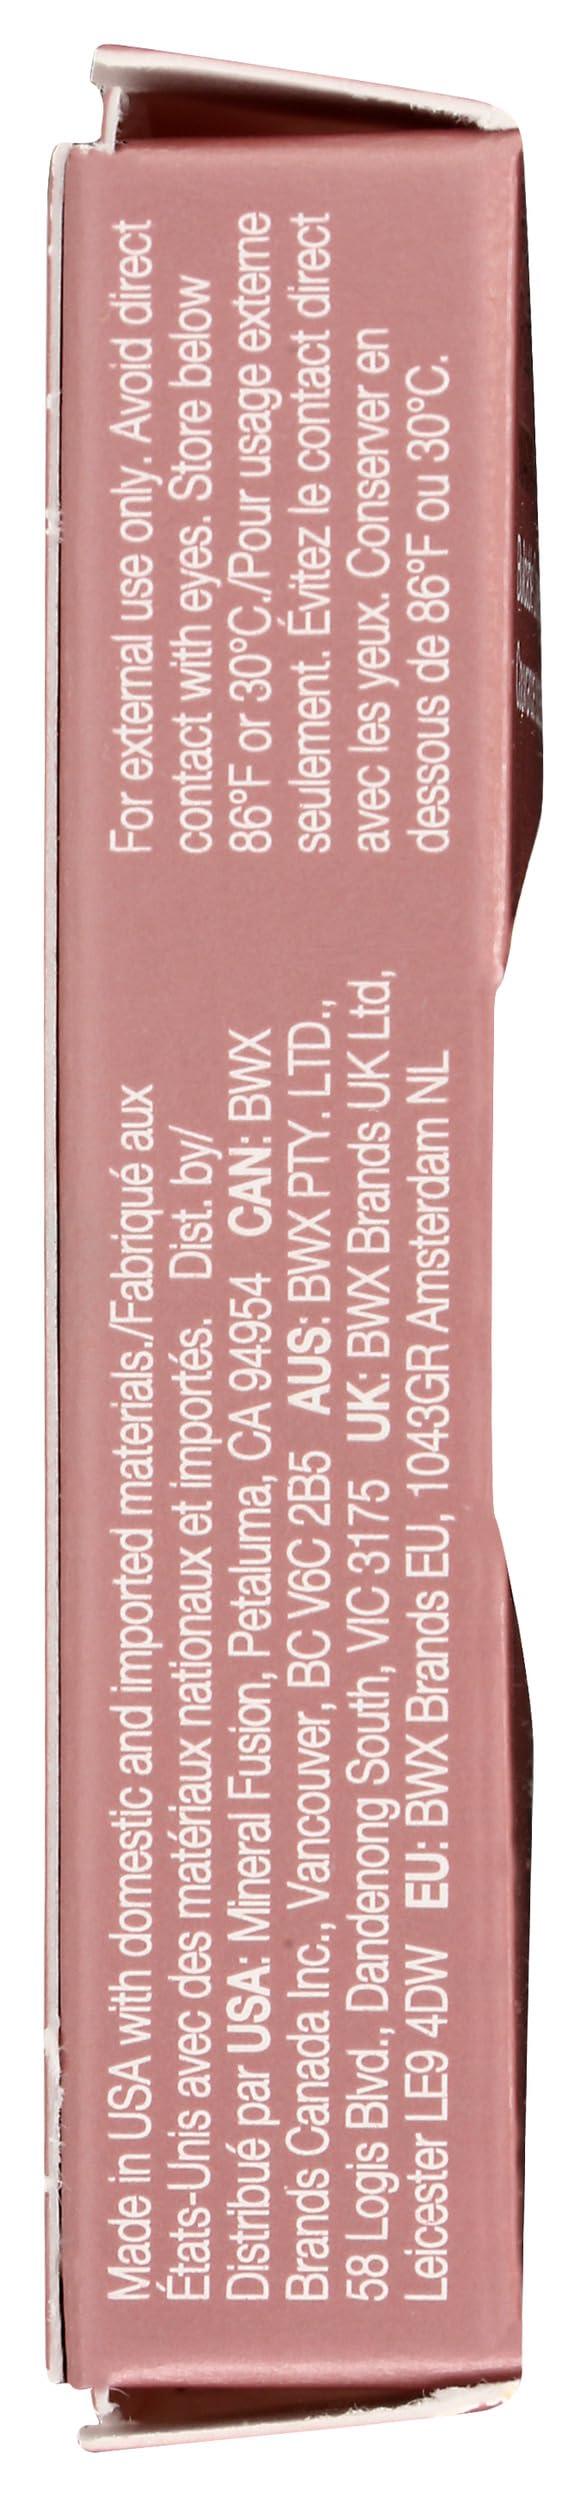 Made in USA with domestic and imported materials./Fabriqué aux
États-Unis avec des matériaux nationaux et importés. Dist. by/
Distribué par USA: Mineral Fusion, Petaluma, CA 94954 CAN: BWX
Brands Canada Inc., Vancouver, BC V6C 2B5 AUS: BWX PTY. LTD.,
58 Logis Blvd., Dandenong South, VIC 3175 UK: BWX Brands UK Ltd,
Leicester LE9 4DW EU: BWX Brands EU, 1043GR Amsterdam NL
For external use only. Avoid direct
contact with eyes. Store below
86°F or 30°C./Pour usage externe
seulement. Évitez le contact direct
avec les yeux. Conserver en
dessous de 86°F ou 30°C.